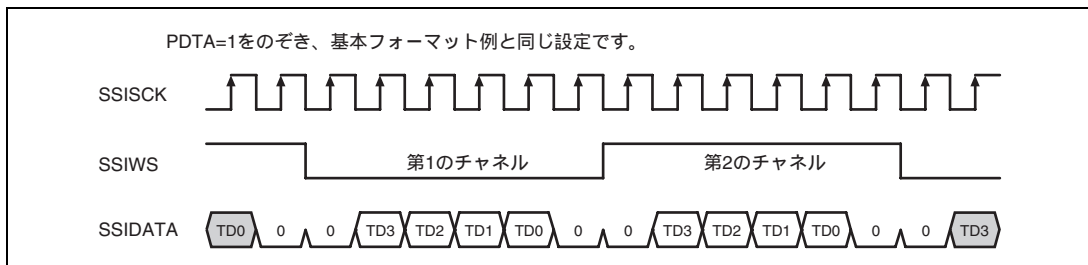 PDTA=1をのぞき、基本フォーマット例と同じ設定です。
SSISCK
SSIWS 第1のチャネル 第2のチャネル
SSIDATA TD0 0 0 TD3 TD2 TD1 TD0 0 0 TD3 TD2 TD1 TD0 0 0 TD3